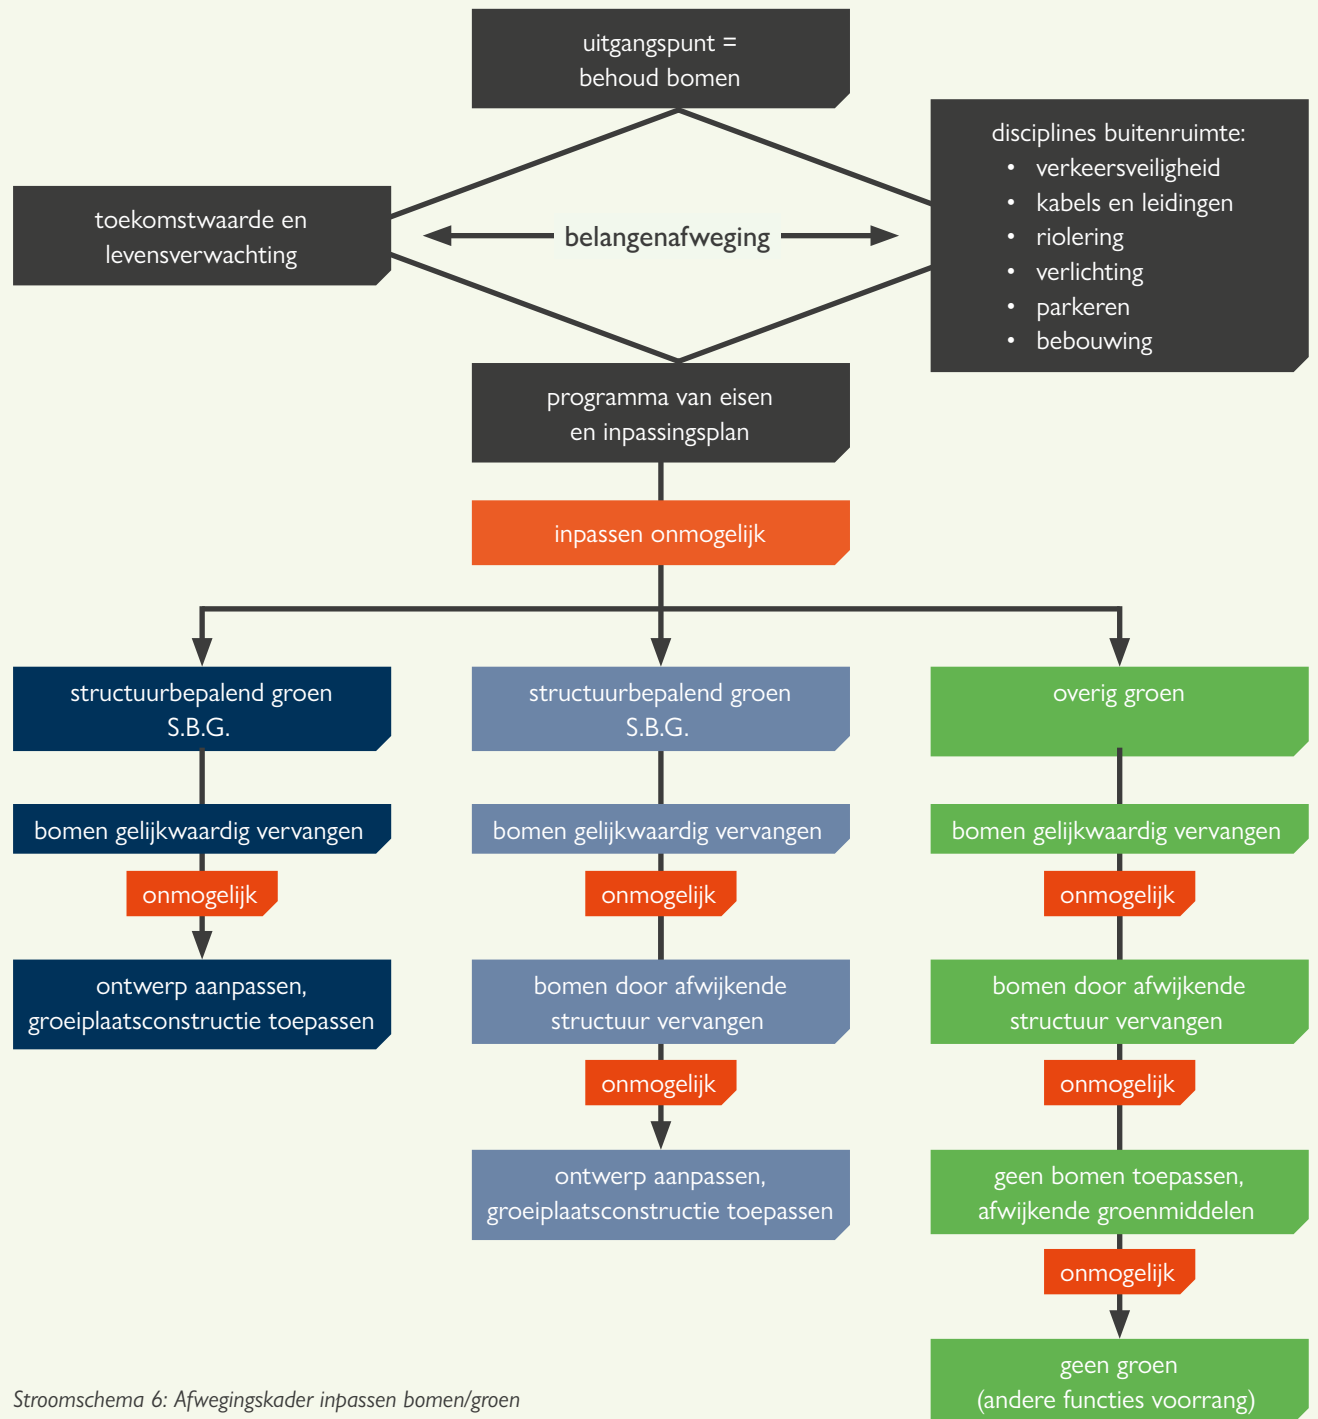 uitgangspunt =
behoud bomen
toekomstwaarde en
levensverwachting
belangenafweging
disciplines buitenruimte:
• verkeersveiligheid
• kabels en leidingen
• riolering
• verlichting
• parkeren
• bebouwing
programma van eisen
en inpassingsplan
inpassen onmogelijk
structuurbepalend groen
S.B.G.
bomen gelijkwaardig vervangen
onmogelijk
ontwerp aanpassen,
groeiplaatsconstructie toepassen
structuurbepalend groen
S.B.G.
bomen gelijkwaardig vervangen
onmogelijk
bomen door afwijkende
structuur vervangen
onmogelijk
ontwerp aanpassen,
groeiplaatsconstructie toepassen
overig groen
bomen gelijkwaardig vervangen
onmogelijk
bomen door afwijkende
structuur vervangen
onmogelijk
geen bomen toepassen,
afwijkende groenmiddelen
onmogelijk
geen groen
(andere functies voorrang)
Stroomschema 6: Afwegingskader inpassen bomen/groen